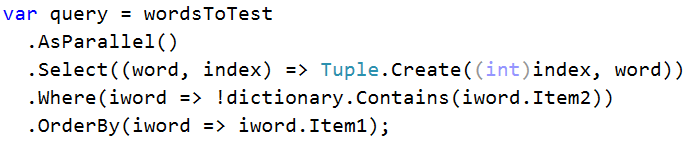 var query = wordsToTest
.AsParallel()
.Select((word, index) => Tuple.Create((int)index, word))
.Where(iword => !dictionary.Contains(iword.Item2))
.OrderBy(iword => iword.Item1);